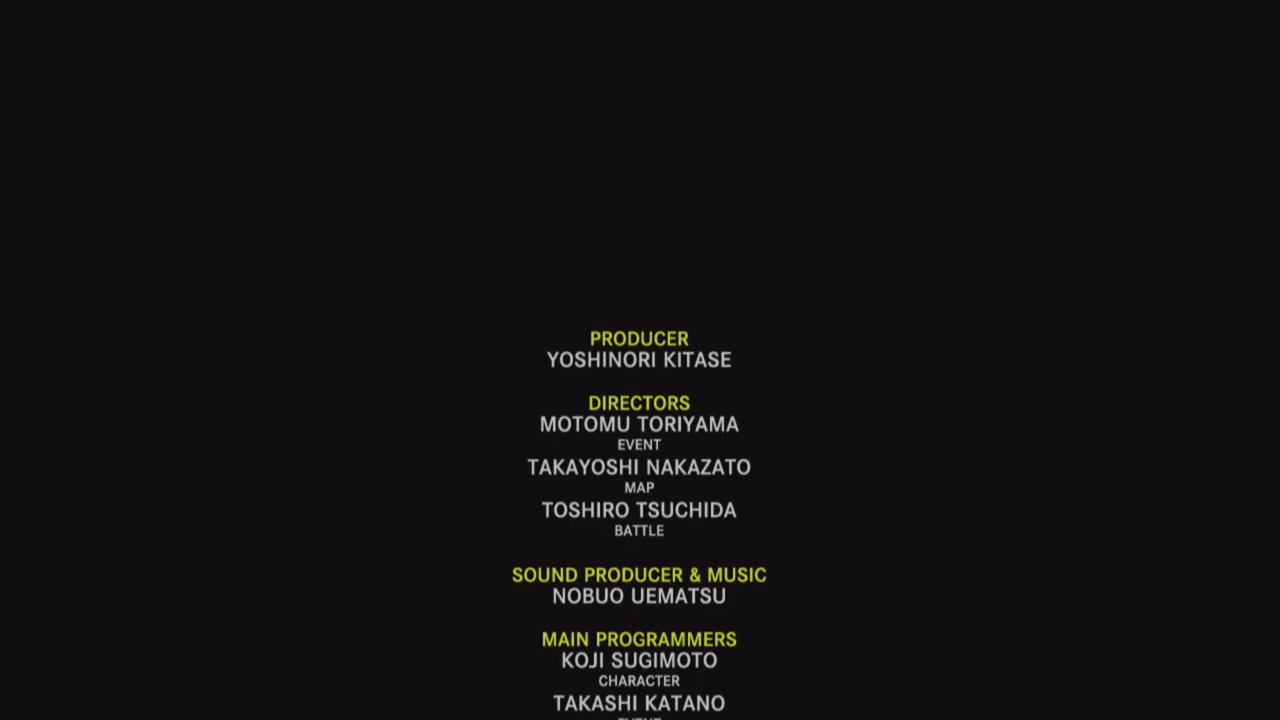 PRODUCER
YOSHINORI KITASE
DIRECTORS
MOTOMU TORIYAMA
EVENT
TAKAYOSHI NAKAZATO
MAP
TOSHIRO TSUCHIDA
BATTLE
SOUND PRODUCER & MUSIC
NOBUO UEMATSU
MAIN PROGRAMMERS
KOJI SUGIMOTO
CHARACTER
TAKASHI KATANO